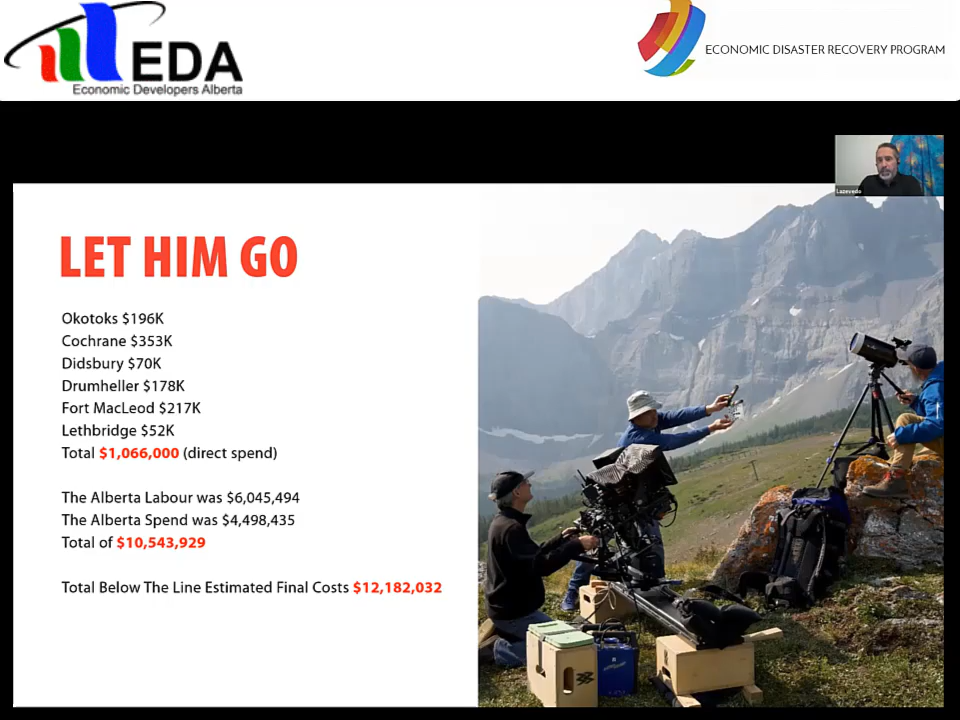 EDA
Economic Developers Alberta
ECONOMIC DISASTER RECOVERY PROGRAM
Lazevedo
LET HIM GO
Okotoks $196K
Cochrane $353K
Didsbury $70K
Drumheller $178K
Fort MacLeod $217K
Lethbridge $52K
Total $1,066,000 (direct spend)
The Alberta Labour was $6,045,494
The Alberta Spend was $4,498,435
Total of $10,543,929
Total Below The Line Estimated Final Costs $12,182,032